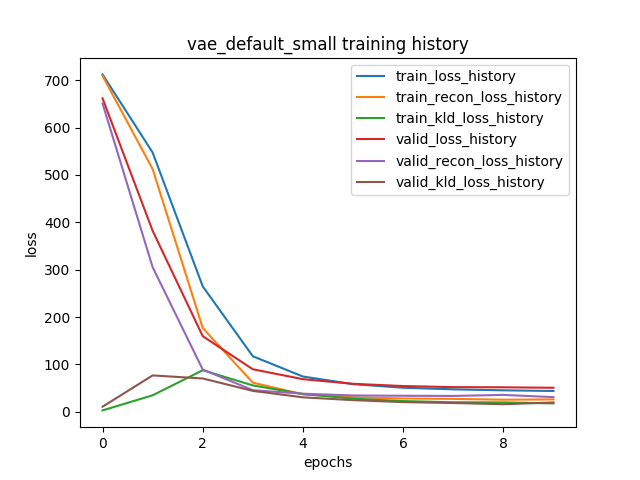 vae_default_small training history
700
600
500
400
300
200
100
0
loss
0
2
4
6
8
epochs
train_loss_history
train_recon_loss_history
train_kld_loss_history
valid_loss_history
valid_recon_loss_history
valid_kld_loss_history